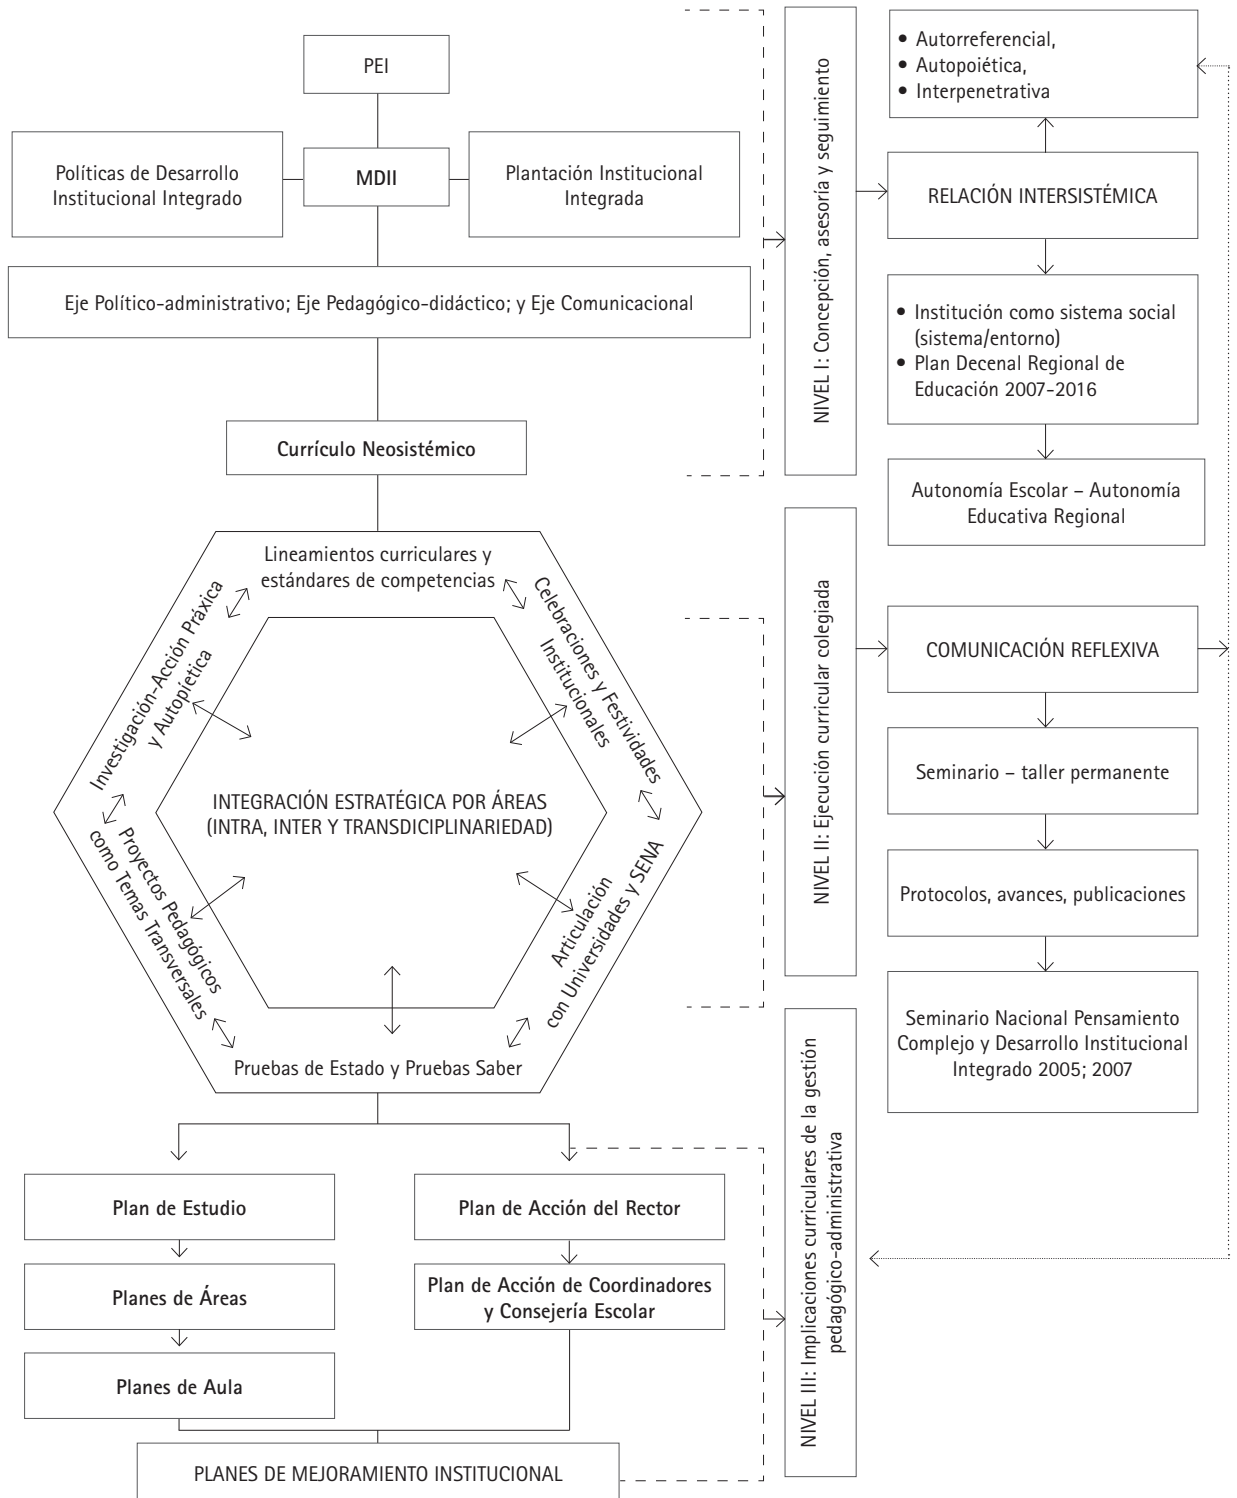 PEI
Políticas de Desarrollo
Institucional Integrado
MDII
Plantación Institucional
Integrada
Eje Político-administrativo; Eje Pedagógico-didáctico; y Eje Comunicacional
Currículo Neosistémico
Lineamientos curriculares y
estándares de competencias
Investigación-Acción Práxica
y Autopíetica
Celebraciones y Festividades
Institucionales
INTEGRACIÓN ESTRATÉGICA POR ÁREAS
(INTRA, INTER Y TRANSDICIPLINARIEDAD)
Proyectos Pedagógicos
como Temas Transversales
Articulación
con Universidades y SENA
Pruebas de Estado y Pruebas Saber
Plan de Estudio
Planes de Áreas
Planes de Aula
Plan de Acción del Rector
Plan de Acción de Coordinadores
y Consejería Escolar
PLANES DE MEJORAMIENTO INSTITUCIONAL
NIVEL I: Concepción, asesoría y seguimiento
• Autorreferencial,
• Autopoiética,
• Interpenetrativa
RELACIÓN INTERSISTÉMICA
• Institución como sistema social
(sistema/entorno)
• Plan Decenal Regional de
Educación 2007-2016
Autonomía Escolar – Autonomía
Educativa Regional
NIVEL II: Ejecución curricular colegiada
COMUNICACIÓN REFLEXIVA
Seminario – taller permanente
Protocolos, avances, publicaciones
Seminario Nacional Pensamiento
Complejo y Desarrollo Institucional
Integrado 2005; 2007
NIVEL III: Implicaciones curriculares de la gestión
pedagógico-administrativa